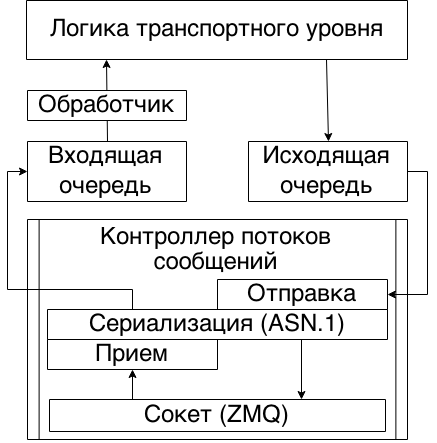 Логика транспортного уровня
Обработчик
Входящая
очередь
Исходящая
очередь
Контроллер потоков
сообщений
Отправка
Сериализация (ASN.1)
Прием
Сокет (ZMQ)